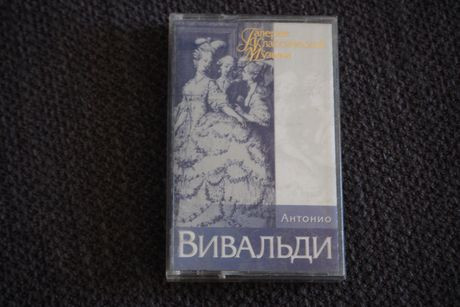 Галерея
Классической
Музыки
Антонио
ВИВАЛЬДИ